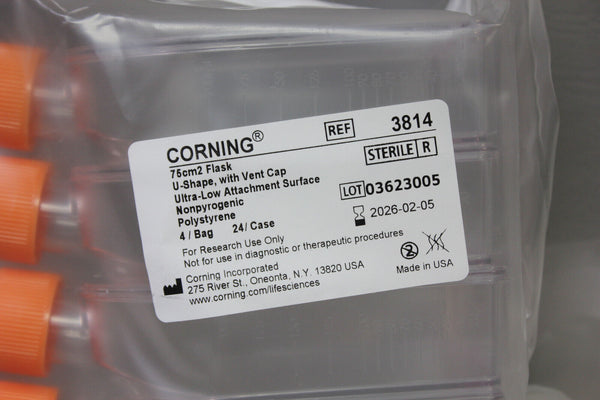 CORNING® REF 3814
75cm2 Flask
U-Shape, with Vent Cap STERILE R
Ultra-Low Attachment Surface
Nonpyrogenic LOT 03623005
Polystyrene 2026-02-05
4 / Bag 24/ Case
For Research Use Only
Not for use in diagnostic or therapeutic procedures
Corning Incorporated
275 River St., Oneonta, N.Y. 13820 USA Made in USA
www.corning.com/lifesciences